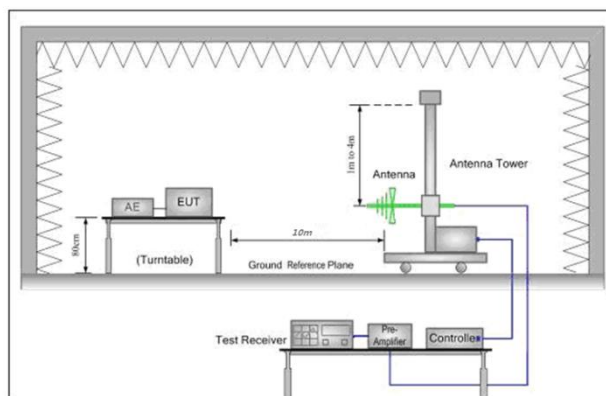 1m to 4m
Antenna
Antenna Tower
AE
EUT
80cm
(Turntable)
10m
Ground Reference Plane
Test Receiver
Pre-
Amplifier
Controller